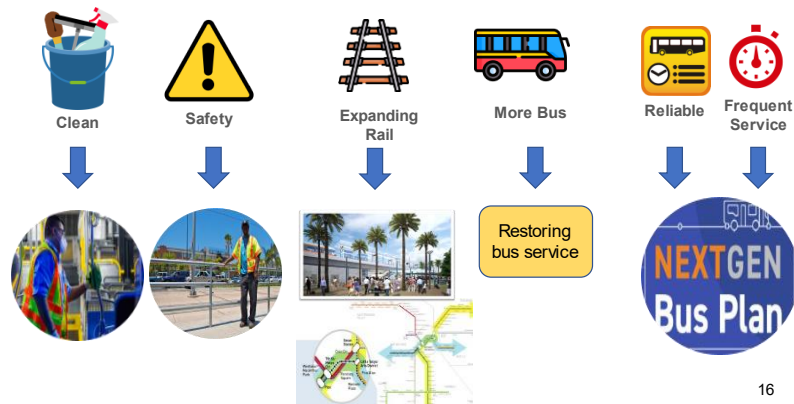 Clean
Safety
Expanding
Rail
More Bus
Reliable
Frequent
Service
Restoring
bus service
NEXTGEN
Bus Plan
16